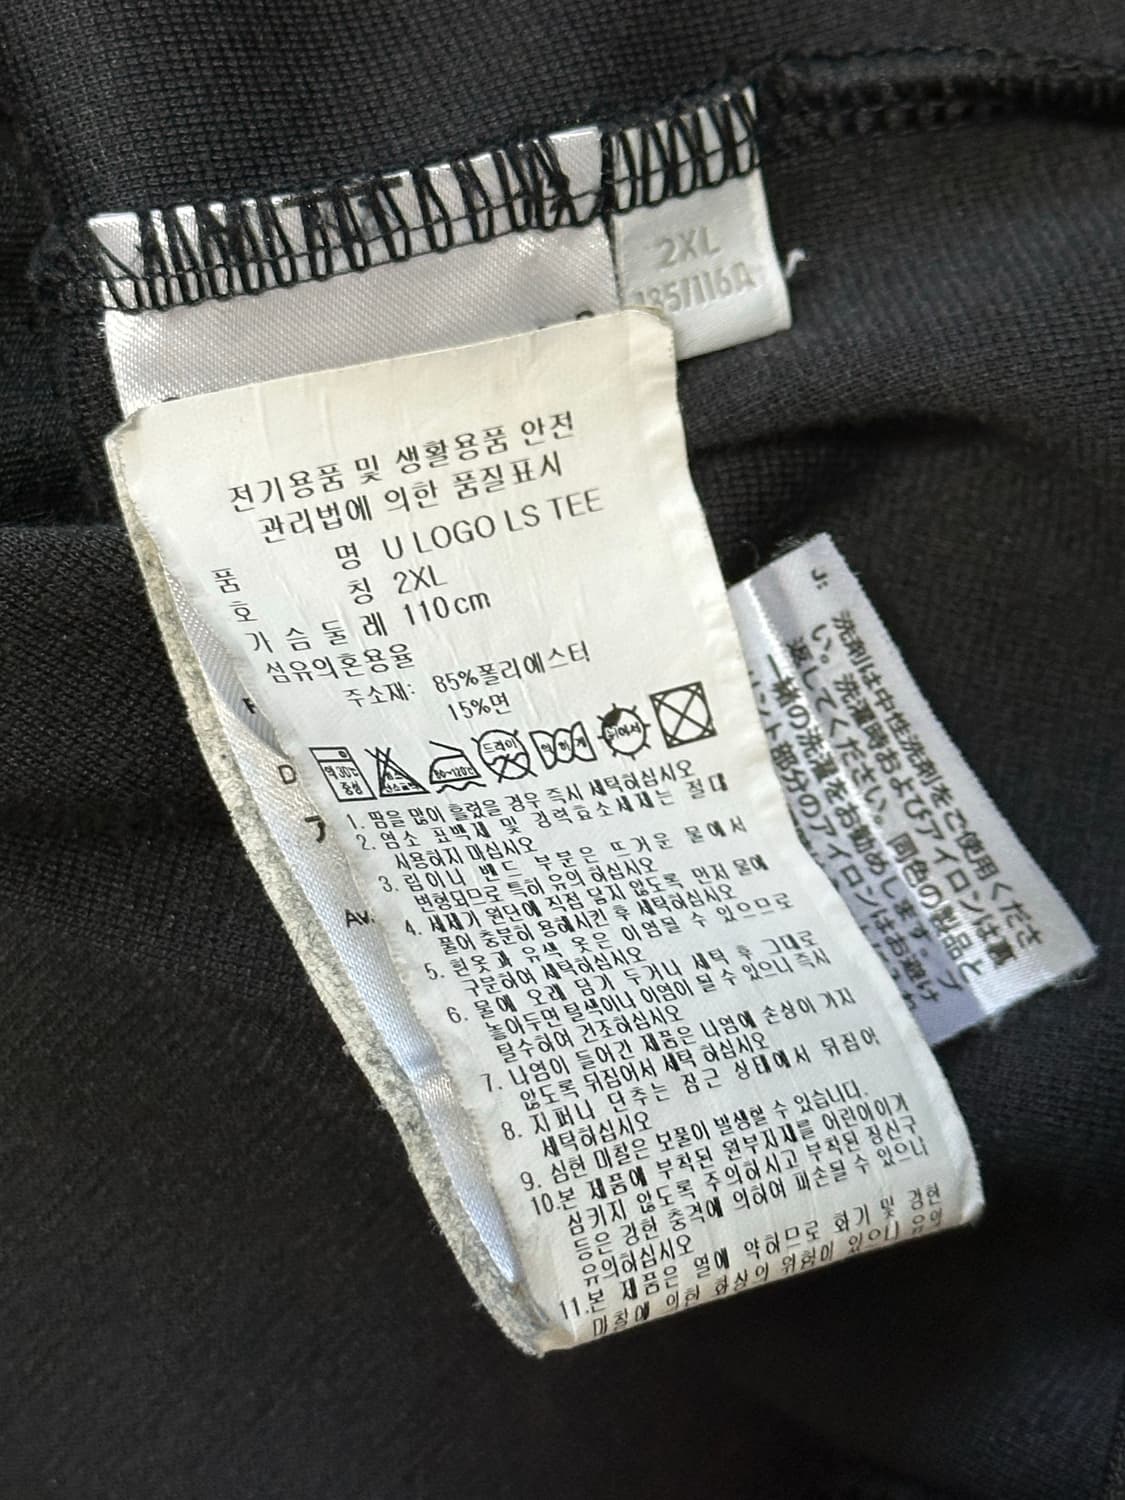 2XL
185/116A
전기용품 및 생활용품 안전
관리법에 의한 품질표시
품 명 U LOGO LS TEE
호 칭 2XL
가 슴 둘 레 110cm
섬유의혼용율
주소재: 85%폴리에스터
15%면
약30℃
중성
80~120℃
드라이
약하게
뉘어서
1. 땀을 많이 흘렸을 경우 즉시 세탁하십시오
2. 염소 표백제 및 강력효소세제는 절대
사용하지 마십시오
3. 립이나 밴드 부분은 뜨거운 물에서
변형되므로 특히 유의 하십시오
4. 세제가 원단에 직접 닿지 않도록 먼저 물에
풀어 충분히 용해시킨 후 세탁하십시오
5. 흰옷과 유색 옷은 이염될 수 있으므로
구분하여 세탁하십시오
6. 물에 오래 담가 두거나 세탁 후 그대로
놓아두면 탈색이나 이염이 될 수 있으니 즉시
탈수하여 건조하십시오
7. 나염이 들어간 제품은 나염에 손상이 가지
않도록 뒤집어서 세탁 하십시오
8. 지퍼나 단추는 잠근 상태에서 뒤집어
세탁하십시오
9. 심한 마찰은 보풀이 발생할 수 있습니다.
10.본 제품에 부착된 원부자재를 어린아이가
삼키지 않도록 주의하시고 부착된 장신구
등은 강한 충격에 의하여 파손될 수 있으니
유의하십시오
11.본 제품은 열에 약하므로 화기 및 강한
마찰에 의한 화상의 위험이 있으니 유의
D
7
AV.
J:
洗剤は中性洗剤をご使用くださ
い。洗濯時およびアイロンは裏
返してください。同色の製品と
一緒の洗濯をお勧めします。プ
リント部分のアイロンはお避け